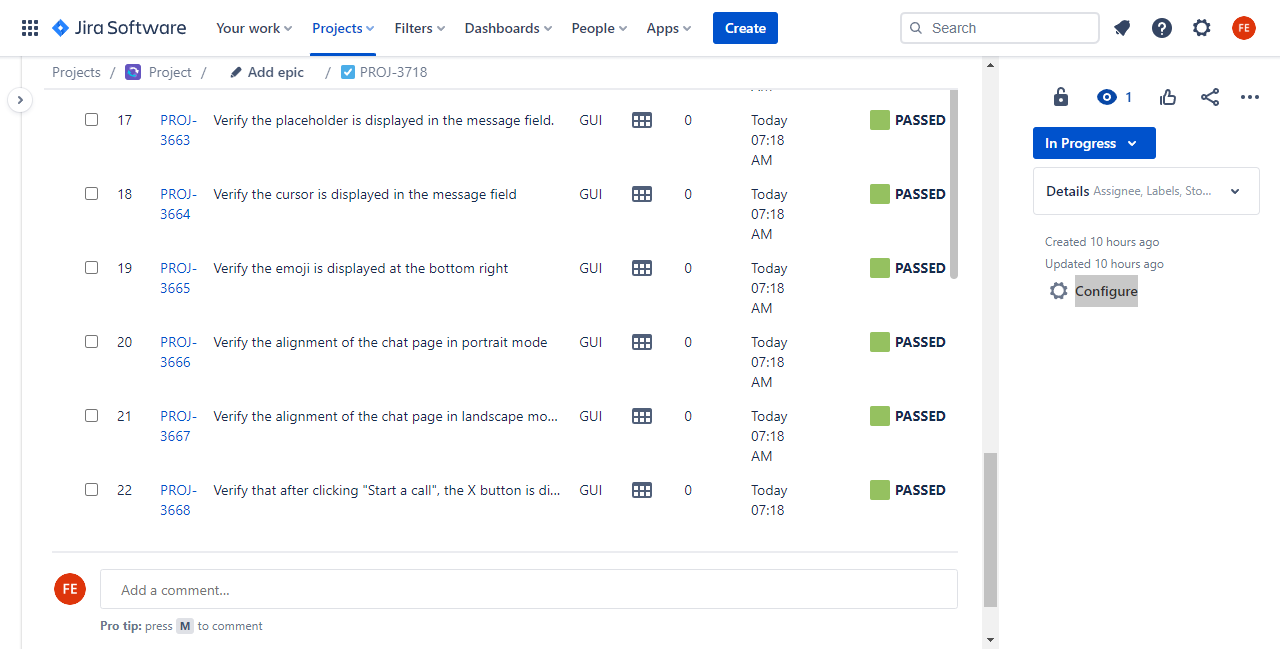 Jira Software Your work Projects Filters Dashboards People Apps Create Search FE
Projects / Project / Add epic / PROJ-3718
AM
1
17 PROJ-3663 Verify the placeholder is displayed in the message field. GUI 0 Today 07:18 AM PASSED
18 PROJ-3664 Verify the cursor is displayed in the message field GUI 0 Today 07:18 AM PASSED
19 PROJ-3665 Verify the emoji is displayed at the bottom right GUI 0 Today 07:18 AM PASSED
20 PROJ-3666 Verify the alignment of the chat page in portrait mode GUI 0 Today 07:18 AM PASSED
21 PROJ-3667 Verify the alignment of the chat page in landscape mo... GUI 0 Today 07:18 AM PASSED
22 PROJ-3668 Verify that after clicking "Start a call", the X button is di... GUI 0 Today 07:18 PASSED
In Progress
Details Assignee, Labels, Sto...
Created 10 hours ago
Updated 10 hours ago
Configure
FE Add a comment...
Pro tip: press M to comment